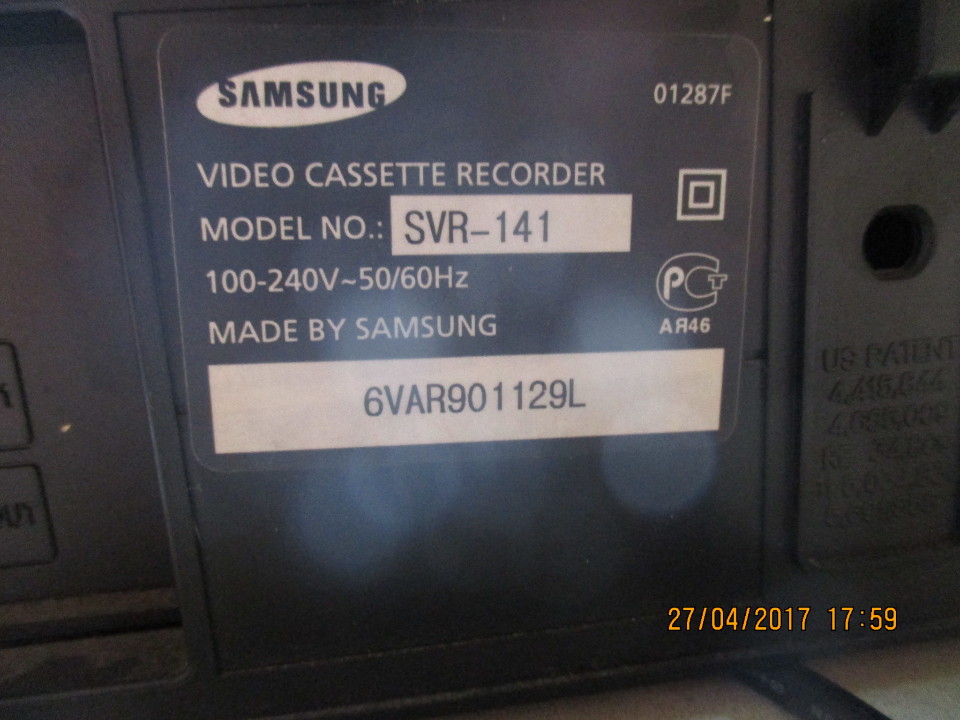 SAMSUNG
01287F
VIDEO CASSETTE RECORDER
MODEL NO.: SVR-141
100-240V~50/60Hz
PCT
MADE BY SAMSUNG
АЯ46
6VAR901129L
US PATENT
27/04/2017 17:59